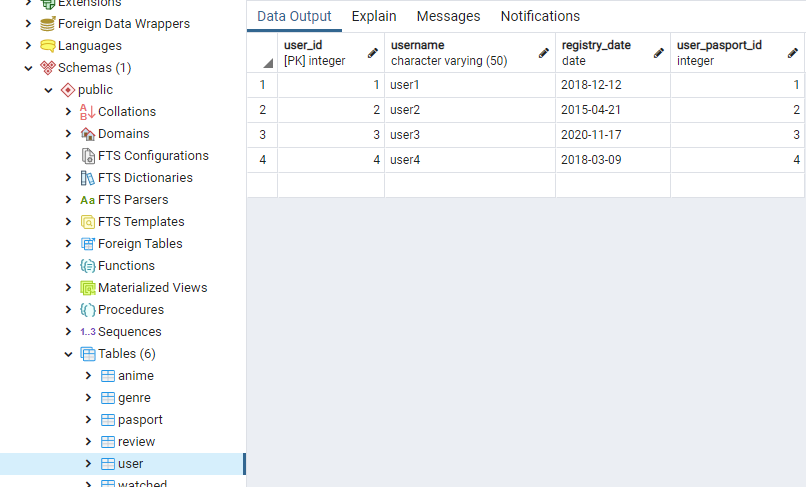 Extensions
Foreign Data Wrappers
Languages
Schemas (1)
public
Collations
Domains
FTS Configurations
FTS Dictionaries
Aa FTS Parsers
FTS Templates
Foreign Tables
Functions
Materialized Views
Procedures
1..3 Sequences
Tables (6)
anime
genre
pasport
review
user
watched
Data Output Explain Messages Notifications
user_id username registry_date user_pasport_id
[PK] integer character varying (50) date integer
1 1 user1 2018-12-12 1
2 2 user2 2015-04-21 2
3 3 user3 2020-11-17 3
4 4 user4 2018-03-09 4